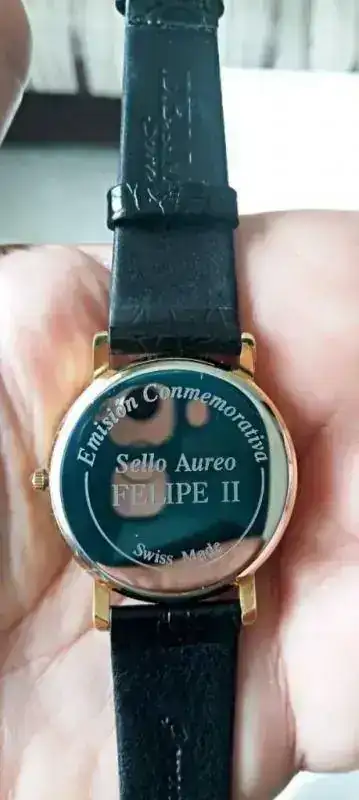 Emisión Conmemorativa
Sello Aureo
FELIPE II
Swiss Made